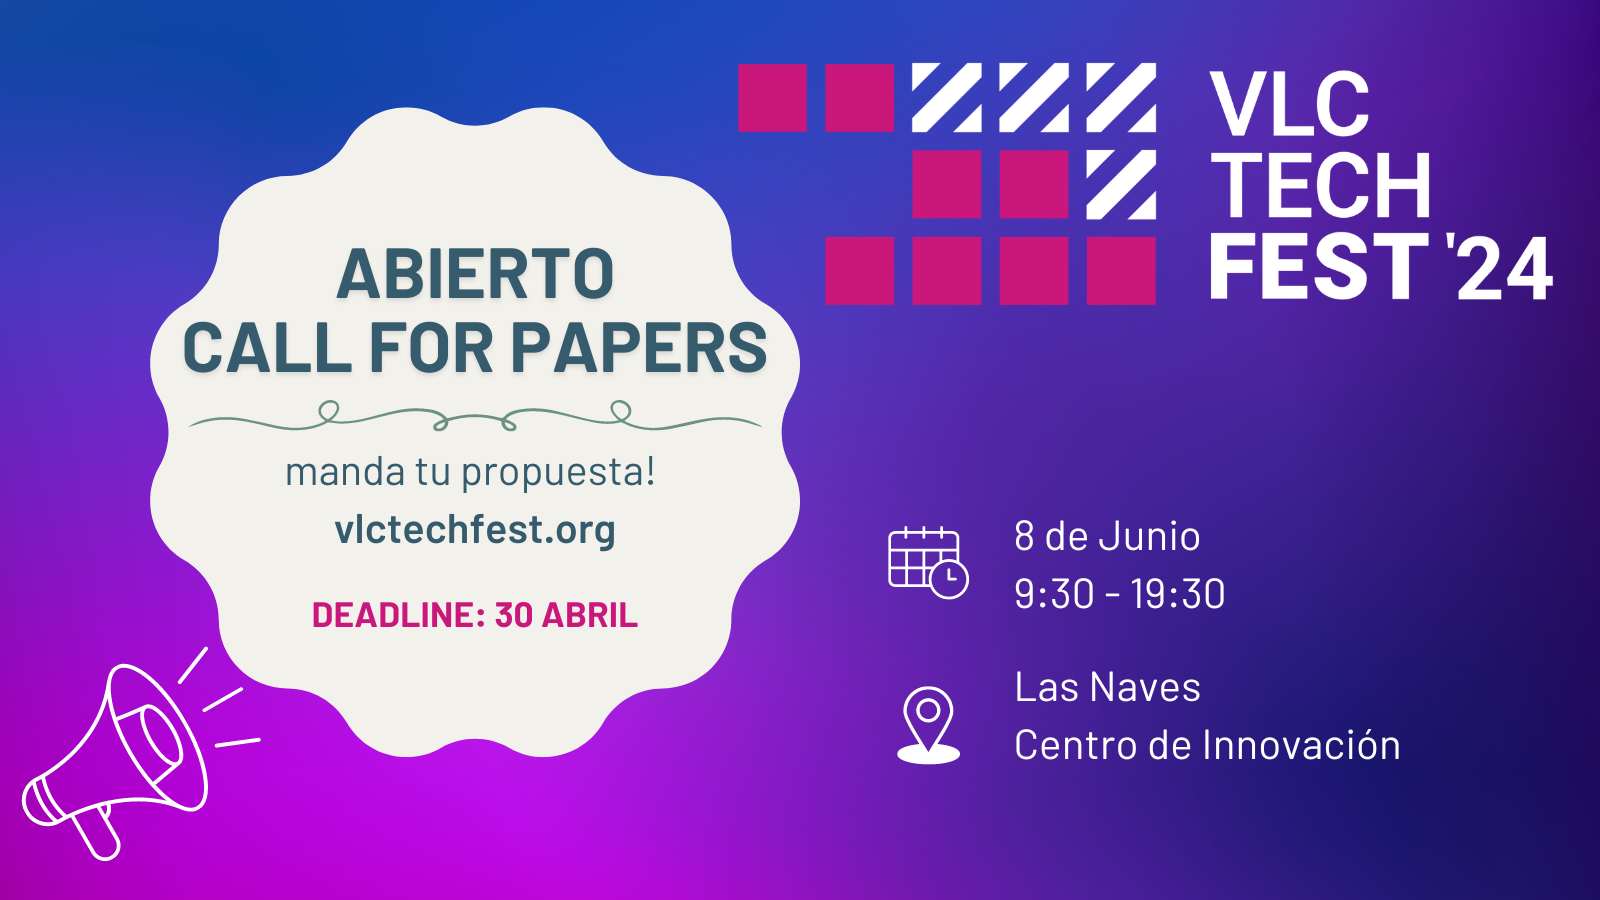 VLC
TECH
FEST '24
ABIERTO
CALL FOR PAPERS
manda tu propuesta!
vlctechfest.org
DEADLINE: 30 ABRIL
8 de Junio
9:30 - 19:30
Las Naves
Centro de Innovación